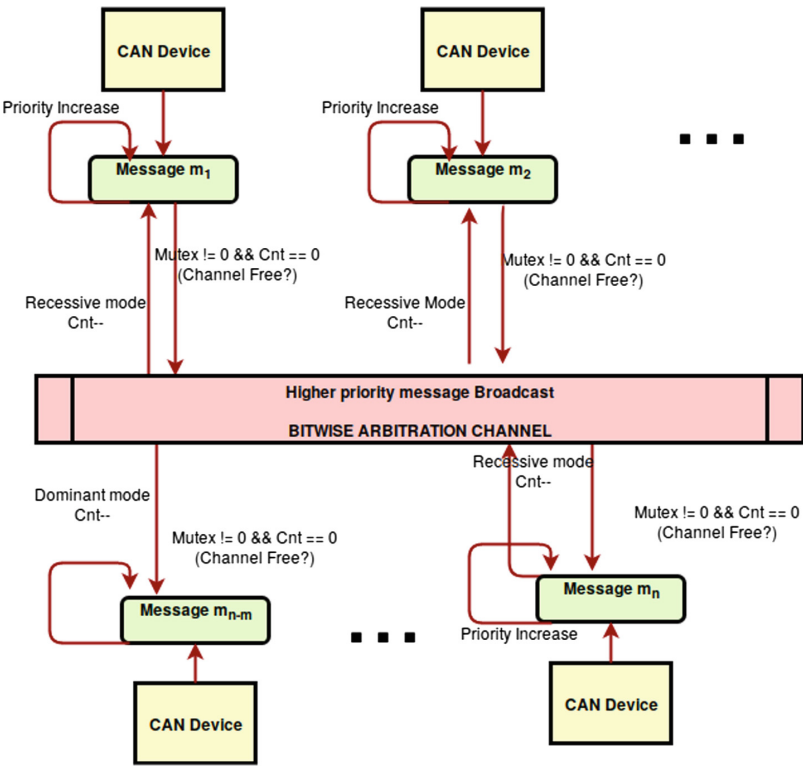 CAN Device
CAN Device
Priority Increase
Priority Increase
Message m1
Message m2
Mutex != 0 && Cnt == 0
(Channel Free?)
Mutex != 0 && Cnt == 0
(Channel Free?)
Recessive mode
Cnt--
Recessive Mode
Cnt--
Higher priority message Broadcast
BITWISE ARBITRATION CHANNEL
Recessive mode
Cnt--
Dominant mode
Cnt--
Mutex != 0 && Cnt == 0
(Channel Free?)
Mutex != 0 && Cnt == 0
(Channel Free?)
Message mn-m
Message mn
Priority Increase
CAN Device
CAN Device